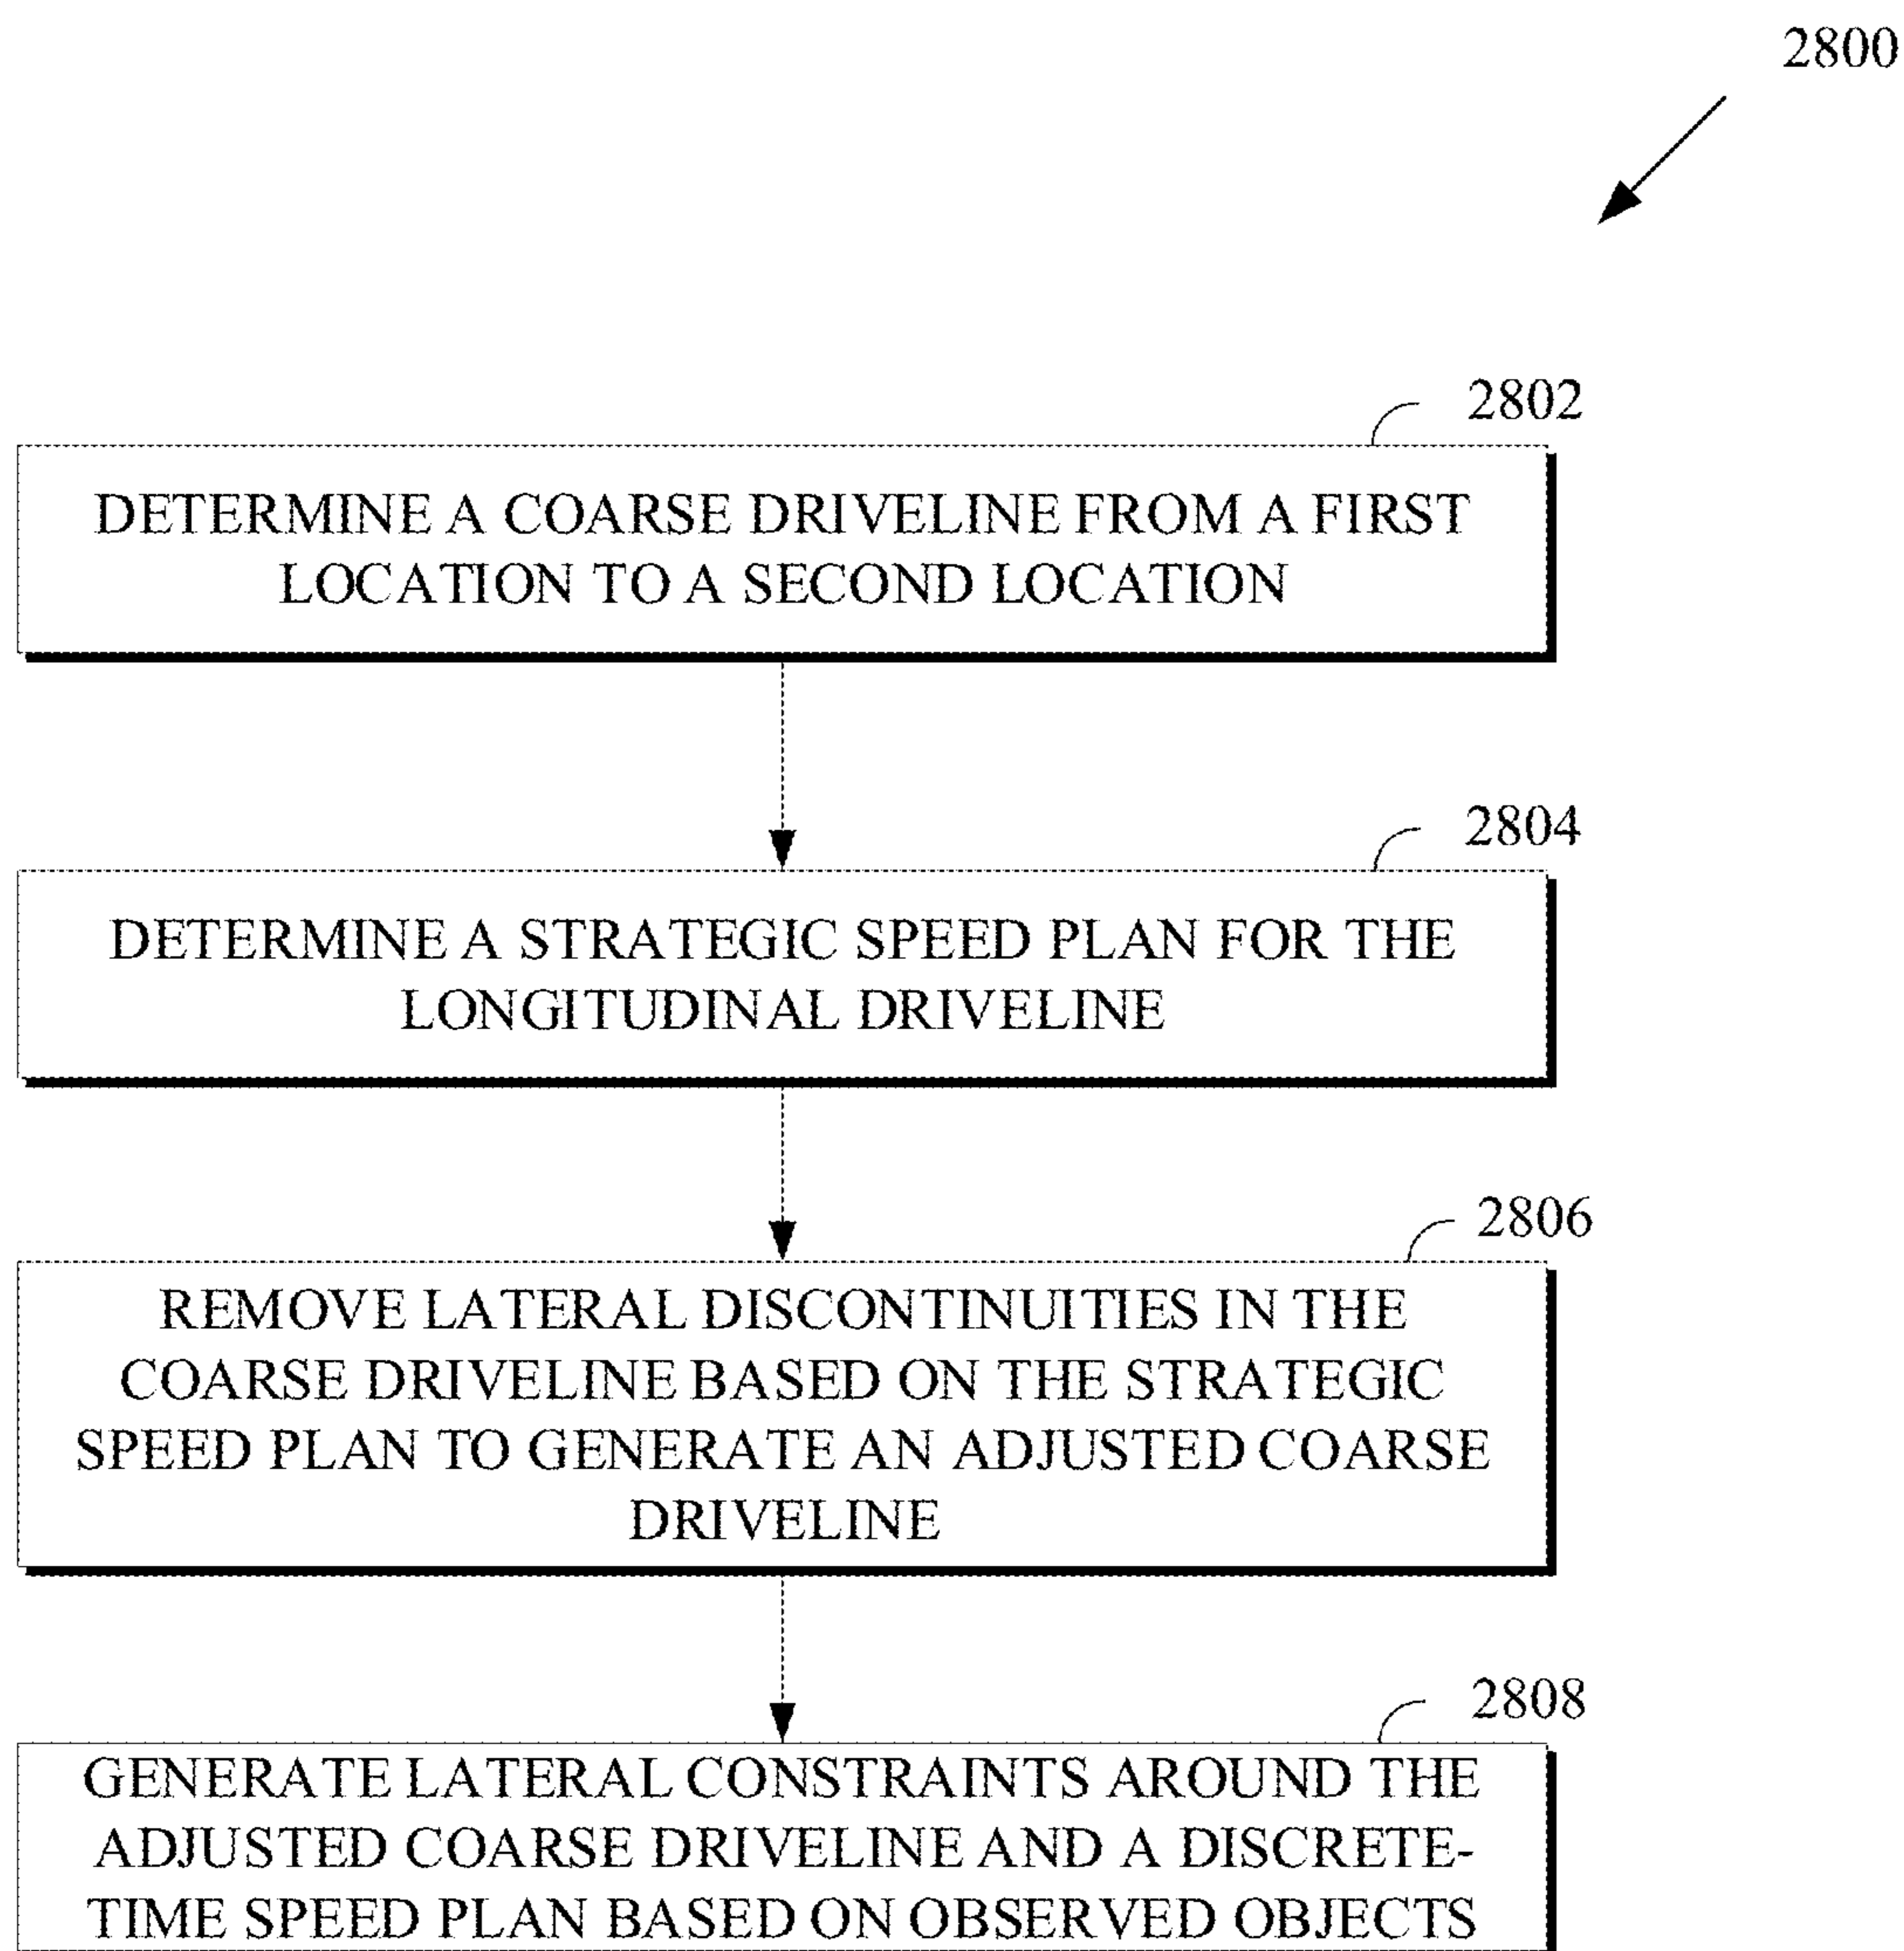 2800
2802
DETERMINE A COARSE DRIVELINE FROM A FIRST
LOCATION TO A SECOND LOCATION
2804
DETERMINE A STRATEGIC SPEED PLAN FOR THE
LONGITUDINAL DRIVELINE
2806
REMOVE LATERAL DISCONTINUITIES IN THE
COARSE DRIVELINE BASED ON THE STRATEGIC
SPEED PLAN TO GENERATE AN ADJUSTED COARSE
DRIVELINE
2808
GENERATE LATERAL CONSTRAINTS AROUND THE
ADJUSTED COARSE DRIVELINE AND A DISCRETE-
TIME SPEED PLAN BASED ON OBSERVED OBJECTS